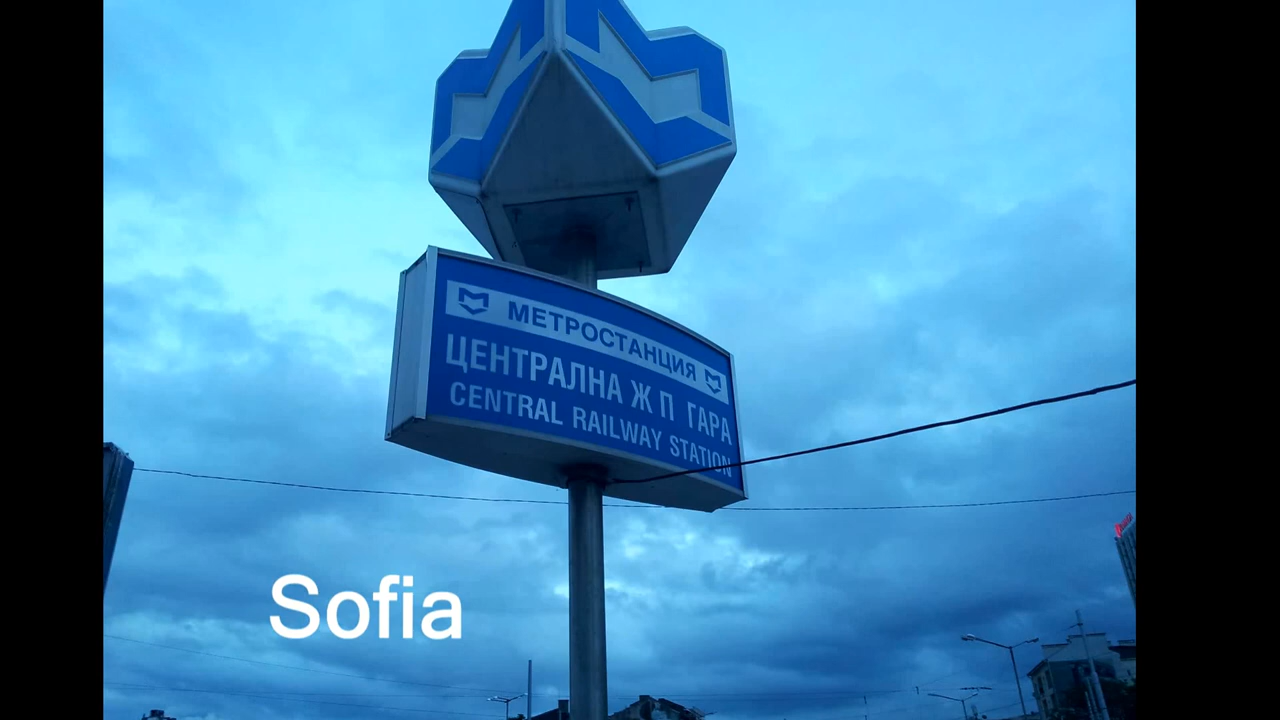 МЕТРОСТАНЦИЯ
ЦЕНТРАЛНА Ж П ГАРА
CENTRAL RAILWAY STATION
Sofia